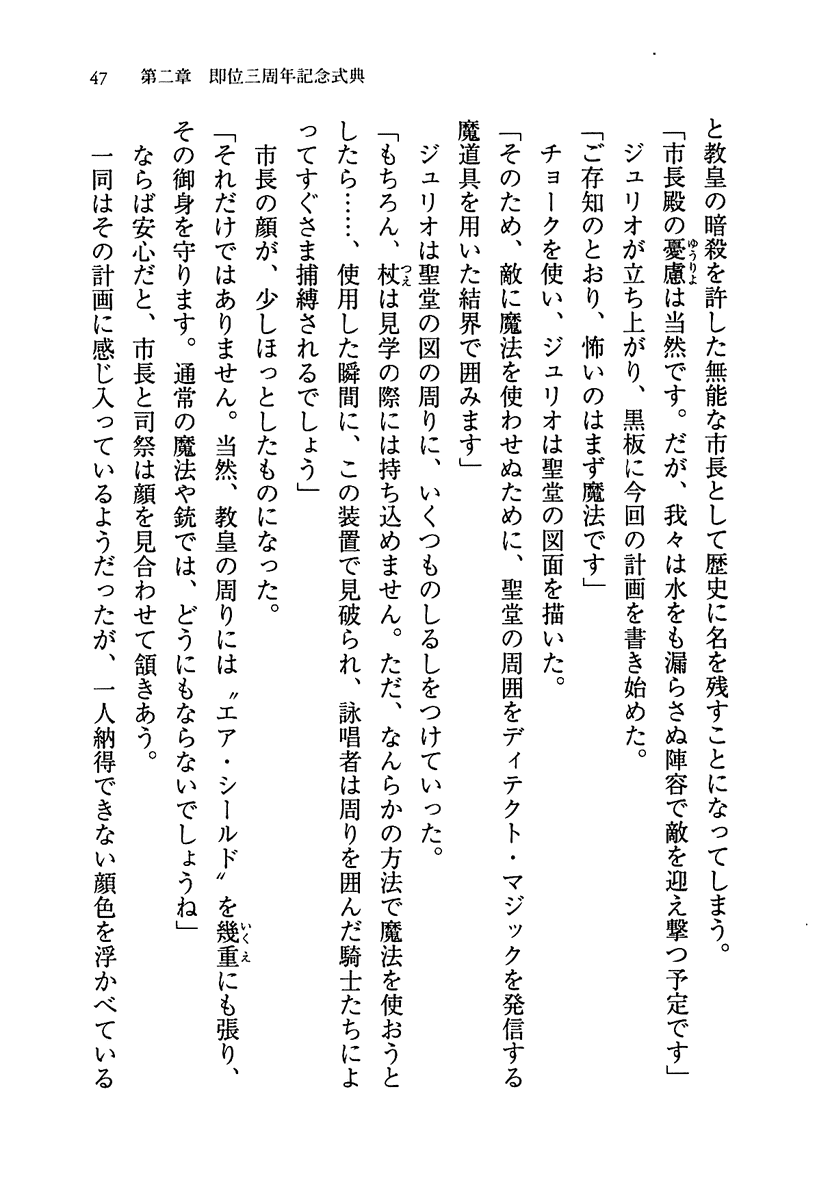 47　第二章　即位三周年記念式典
と教皇の暗殺を許した無能な市長として歴史に名を残すことになってしまう。
「市長殿の憂慮は当然です。だが、我々は水をも漏らさぬ陣容で敵を迎え撃つ予定です」
ゆうりよ
ジュリオが立ち上がり、黒板に今回の計画を書き始めた。
「ご存知のとおり、怖いのはまず魔法です」
チョークを使い、ジュリオは聖堂の図面を描いた。
「そのため、敵に魔法を使わせぬために、聖堂の周囲をディテクト・マジックを発信する
魔道具を用いた結界で囲みます」
ジュリオは聖堂の図の周りに、いくつものしるしをつけていった。
「もちろん、杖は見学の際には持ち込めません。ただ、なんらかの方法で魔法を使おうと
つえ
したら……、使用した瞬間に、この装置で見破られ、詠唱者は周りを囲んだ騎士たちによ
ってすぐさま捕縛されるでしょう」
市長の顔が、少しほっとしたものになった。
「それだけではありません。当然、教皇の周りには〝エア・シールド〟を幾重にも張り、
いくえ
その御身を守ります。通常の魔法や銃では、どうにもならないでしょうね」
ならば安心だと、市長と司祭は顔を見合わせて頷きあう。
一同はその計画に感じ入っているようだったが、一人納得できない顔色を浮かべている